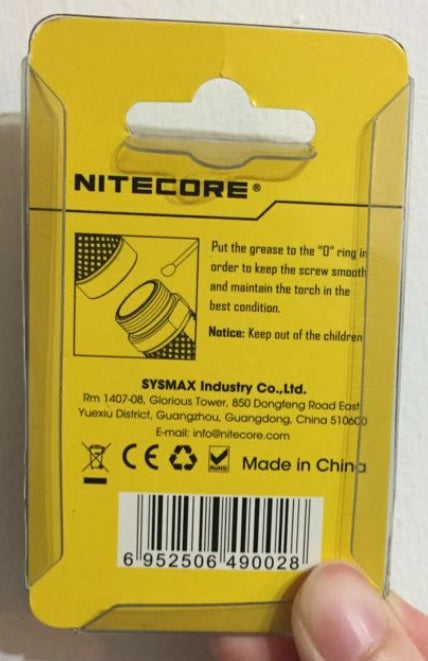 NITECORE®
Put the grease to the "O" ring in
order to keep the screw smooth
and maintain the torch in the
best condition.
Notice: Keep out of the children
SYSMAX Industry Co.,Ltd.
Rm 1407-08, Glorious Tower, 850 Dongfeng Road East
Yuexiu District, Guangzhou, Guangdong, China 510600
E-mail: info@nitecore.com
CE RoHS Made in China
6 952506 490028